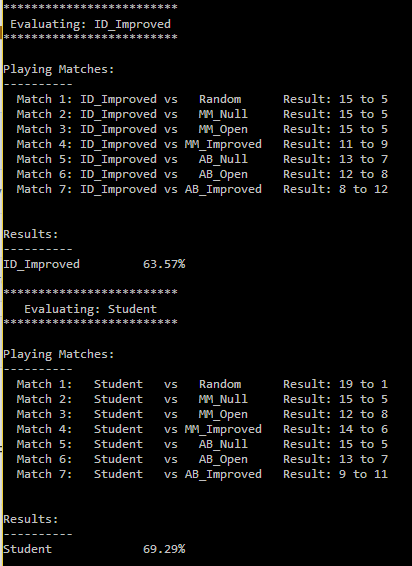 *************************
Evaluating: ID_Improved
*************************
Playing Matches:
----------
Match 1: ID_Improved vs Random Result: 15 to 5
Match 2: ID_Improved vs MM_Null Result: 15 to 5
Match 3: ID_Improved vs MM_Open Result: 15 to 5
Match 4: ID_Improved vs MM_Improved Result: 11 to 9
Match 5: ID_Improved vs AB_Null Result: 13 to 7
Match 6: ID_Improved vs AB_Open Result: 12 to 8
Match 7: ID_Improved vs AB_Improved Result: 8 to 12
Results:
----------
ID_Improved 63.57%
*************************
Evaluating: Student
*************************
Playing Matches:
----------
Match 1: Student vs Random Result: 19 to 1
Match 2: Student vs MM_Null Result: 15 to 5
Match 3: Student vs MM_Open Result: 12 to 8
Match 4: Student vs MM_Improved Result: 14 to 6
Match 5: Student vs AB_Null Result: 15 to 5
Match 6: Student vs AB_Open Result: 13 to 7
Match 7: Student vs AB_Improved Result: 9 to 11
Results:
----------
Student 69.29%